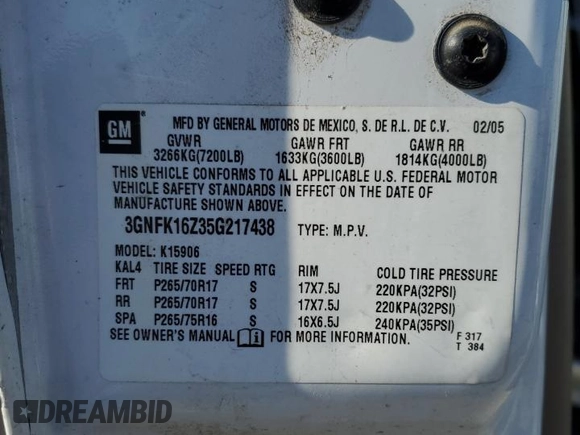 GM
MFD BY GENERAL MOTORS DE MEXICO, S. DE R.L. DE C.V. 02/05
GVWR GAWR FRT GAWR RR
3266KG(7200LB) 1633KG(3600LB) 1814KG(4000LB)
THIS VEHICLE CONFORMS TO ALL APPLICABLE U.S. FEDERAL MOTOR
VEHICLE SAFETY STANDARDS IN EFFECT ON THE DATE OF
MANUFACTURE SHOWN ABOVE.
3GNFK16Z35G217438 TYPE: M.P.V.
MODEL: K15906
KAL4 TIRE SIZE SPEED RTG RIM COLD TIRE PRESSURE
FRT P265/70R17 S 17X7.5J 220KPA(32PSI)
RR P265/70R17 S 17X7.5J 220KPA(32PSI)
SPA P265/75R16 S 16X6.5J 240KPA(35PSI)
SEE OWNER'S MANUAL FOR MORE INFORMATION. F 317
T 384
DREAMBID